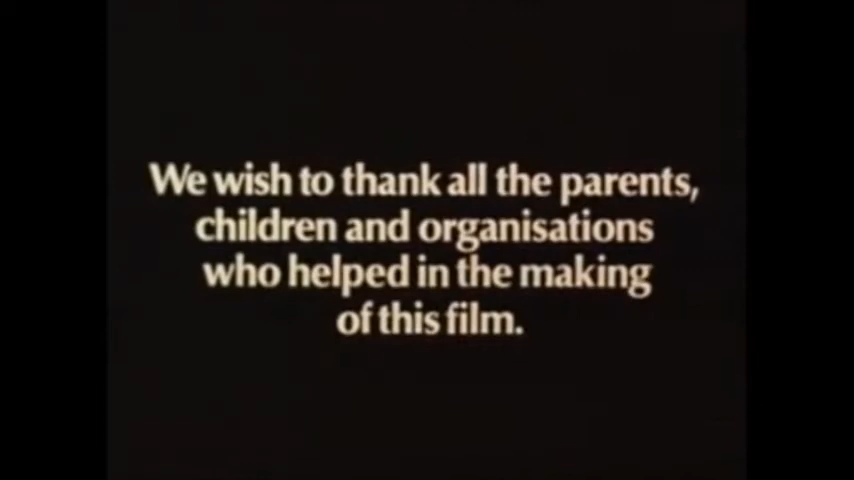 We wish to thank all the parents,
children and organisations
who helped in the making
of this film.